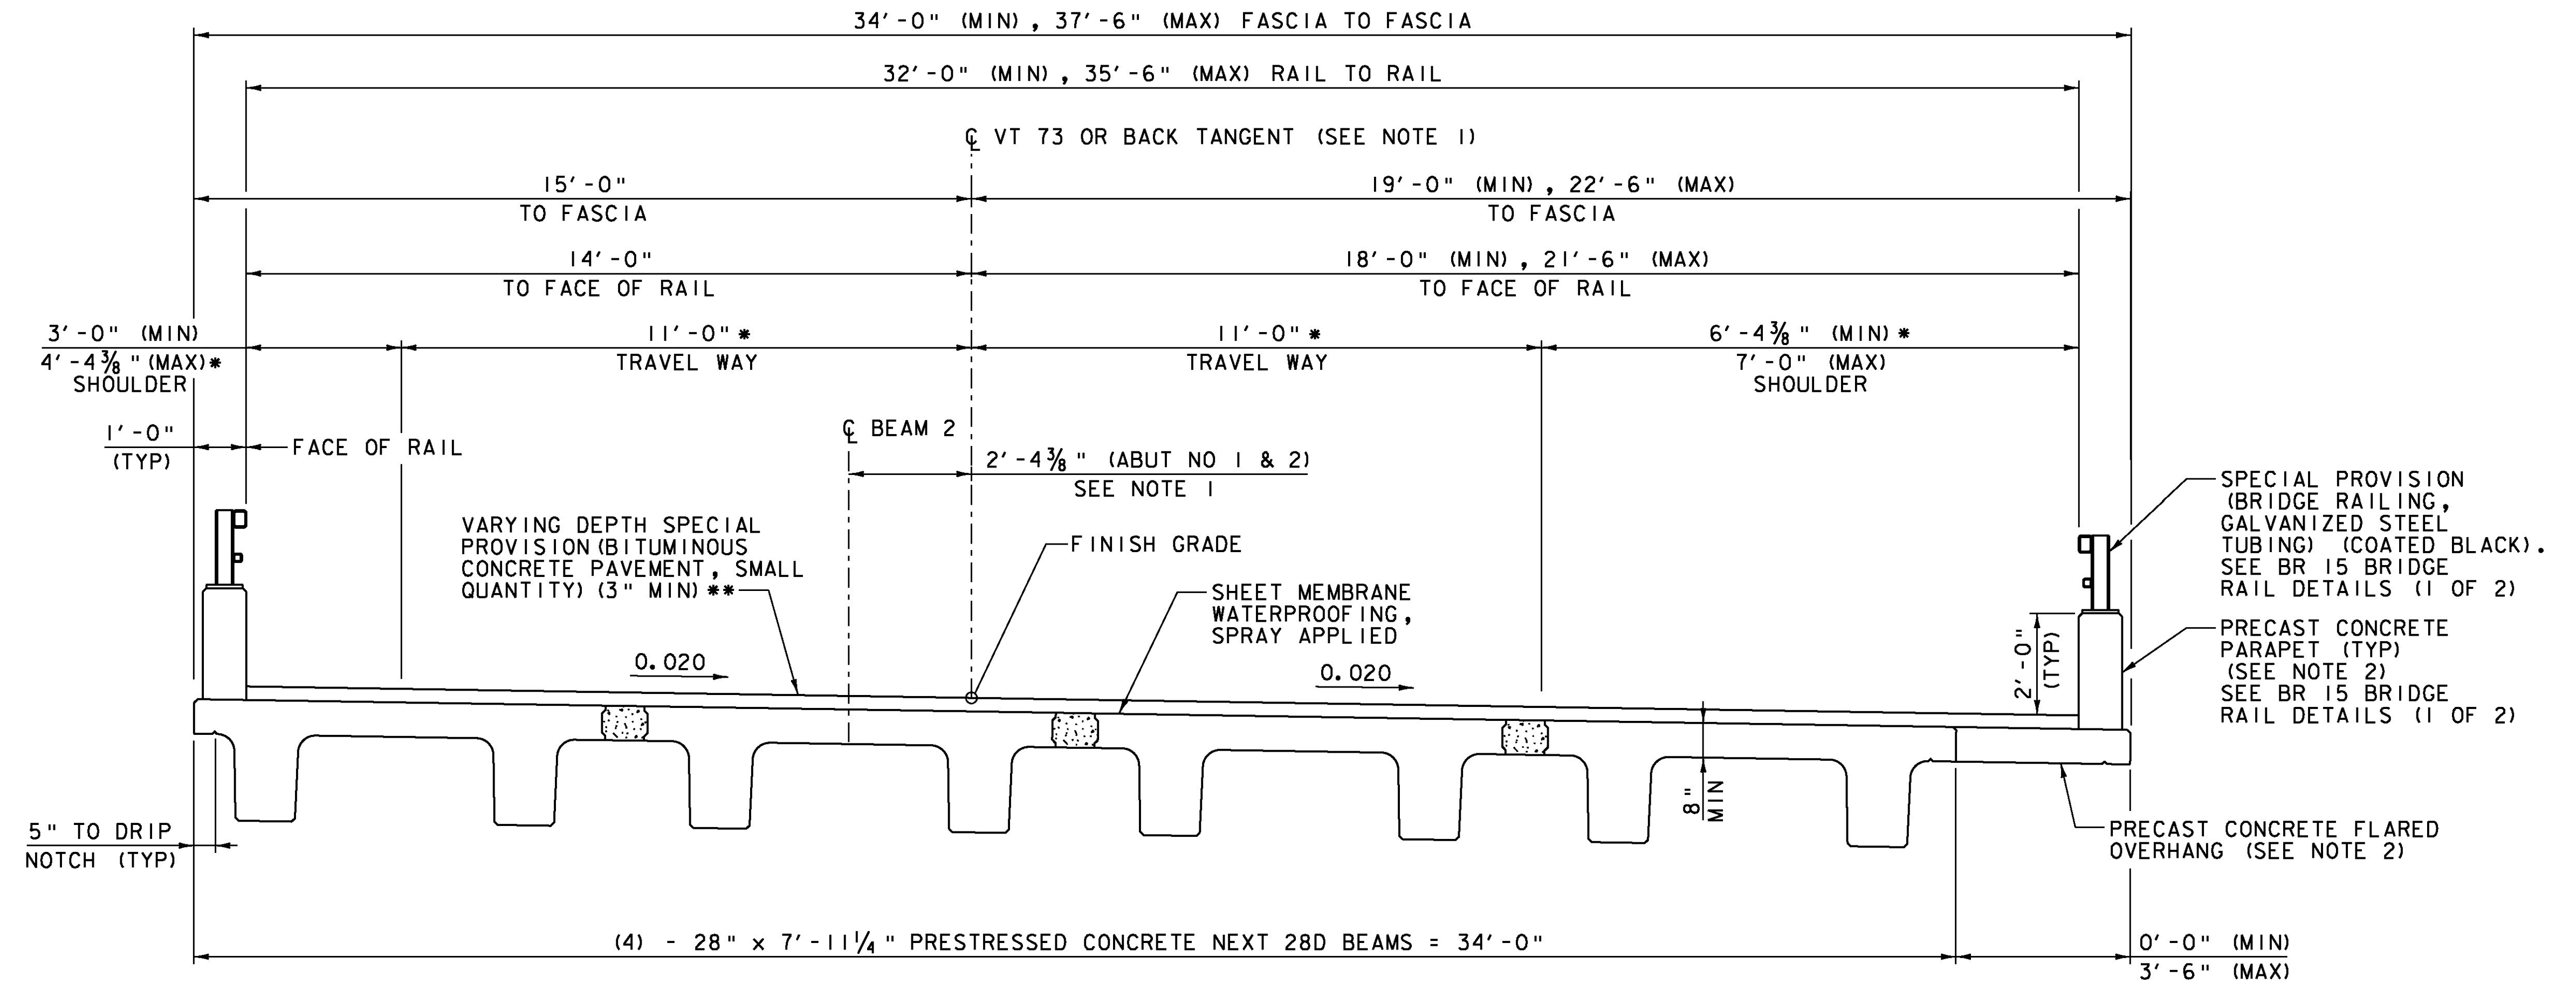 34'-0" (MIN), 37'-6" (MAX) FASCIA TO FASCIA
32'-0" (MIN), 35'-6" (MAX) RAIL TO RAIL
℄ VT 73 OR BACK TANGENT (SEE NOTE 1)
15'-0"
TO FASCIA
19'-0" (MIN), 22'-6" (MAX)
TO FASCIA
14'-0"
TO FACE OF RAIL
18'-0" (MIN), 21'-6" (MAX)
TO FACE OF RAIL
3'-0" (MIN)
4'-4⅜" (MAX)*
SHOULDER
11'-0"*
TRAVEL WAY
11'-0"*
TRAVEL WAY
6'-4⅜" (MIN)*
7'-0" (MAX)
SHOULDER
1'-0"
(TYP)
FACE OF RAIL
℄ BEAM 2
2'-4⅜" (ABUT NO 1 & 2)
SEE NOTE 1
VARYING DEPTH SPECIAL
PROVISION (BITUMINOUS
CONCRETE PAVEMENT, SMALL
QUANTITY) (3" MIN) **
FINISH GRADE
SHEET MEMBRANE
WATERPROOFING,
SPRAY APPLIED
SPECIAL PROVISION
(BRIDGE RAILING,
GALVANIZED STEEL
TUBING) (COATED BLACK).
SEE BR 15 BRIDGE
RAIL DETAILS (1 OF 2)
PRECAST CONCRETE
PARAPET (TYP)
(SEE NOTE 2)
SEE BR 15 BRIDGE
RAIL DETAILS (1 OF 2)
2'-0"
(TYP)
0.020
0.020
8"
MIN
5" TO DRIP
NOTCH (TYP)
PRECAST CONCRETE FLARED
OVERHANG (SEE NOTE 2)
(4) - 28" x 7'-11¼" PRESTRESSED CONCRETE NEXT 28D BEAMS = 34'-0"
0'-0" (MIN)
3'-6" (MAX)